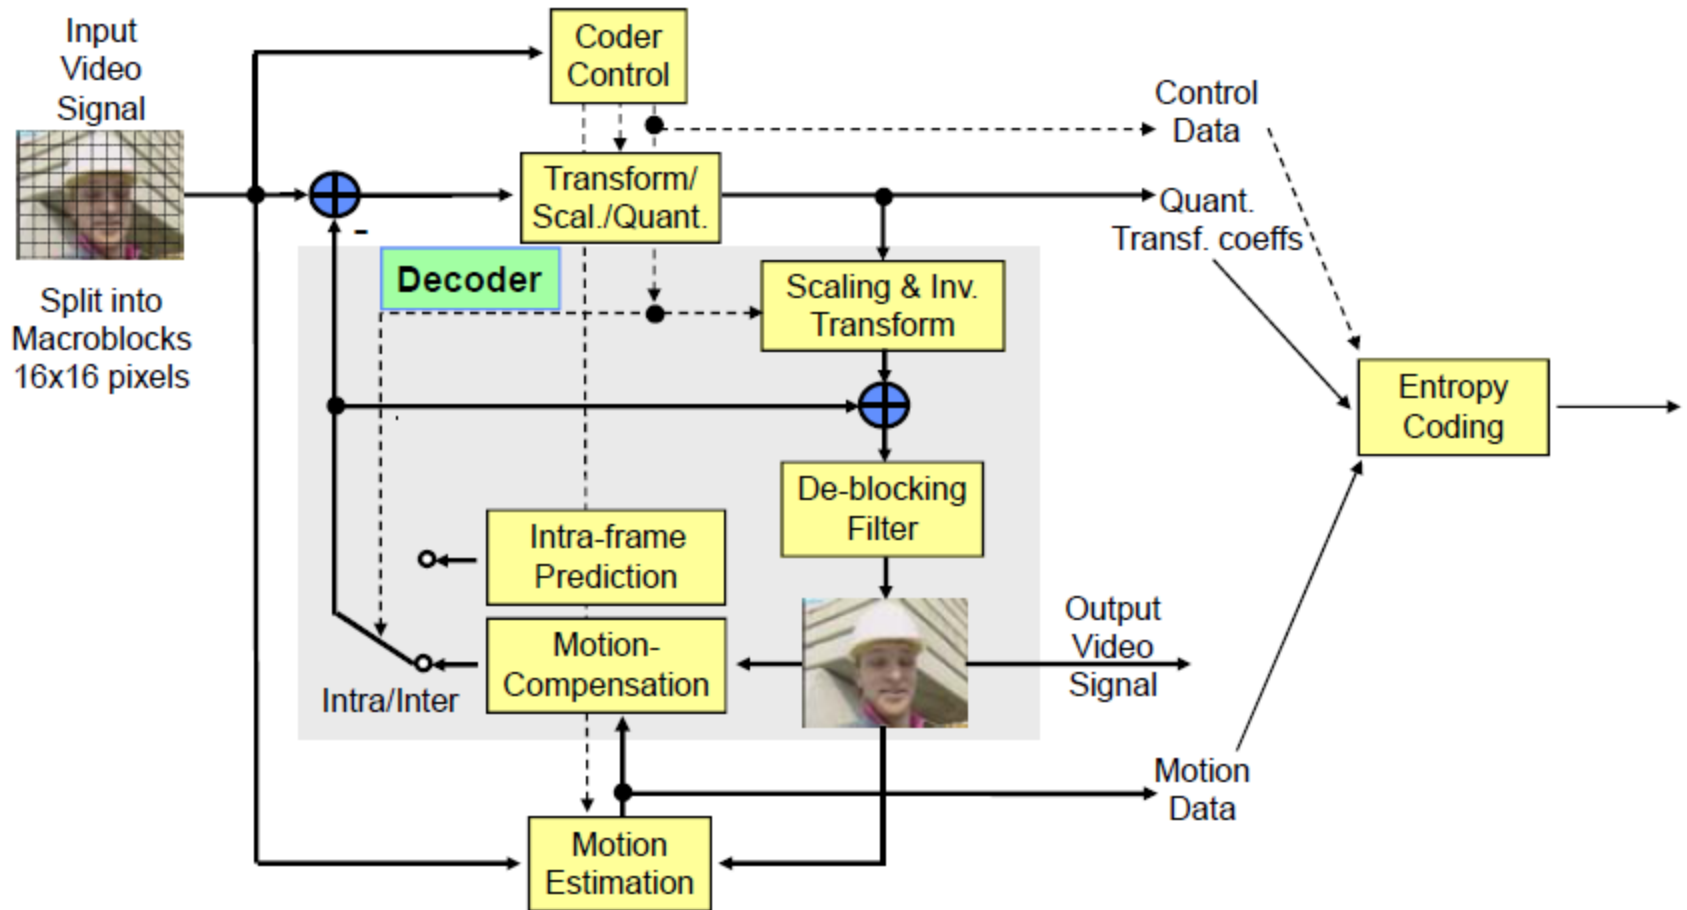 Input
Video
Signal
Split into
Macroblocks
16x16 pixels
Coder
Control
Transform/
Scal./Quant.
-
Decoder
Scaling & Inv.
Transform
De-blocking
Filter
Intra-frame
Prediction
Motion-
Compensation
Intra/Inter
Motion
Estimation
Control
Data
Quant.
Transf. coeffs
Output
Video
Signal
Motion
Data
Entropy
Coding